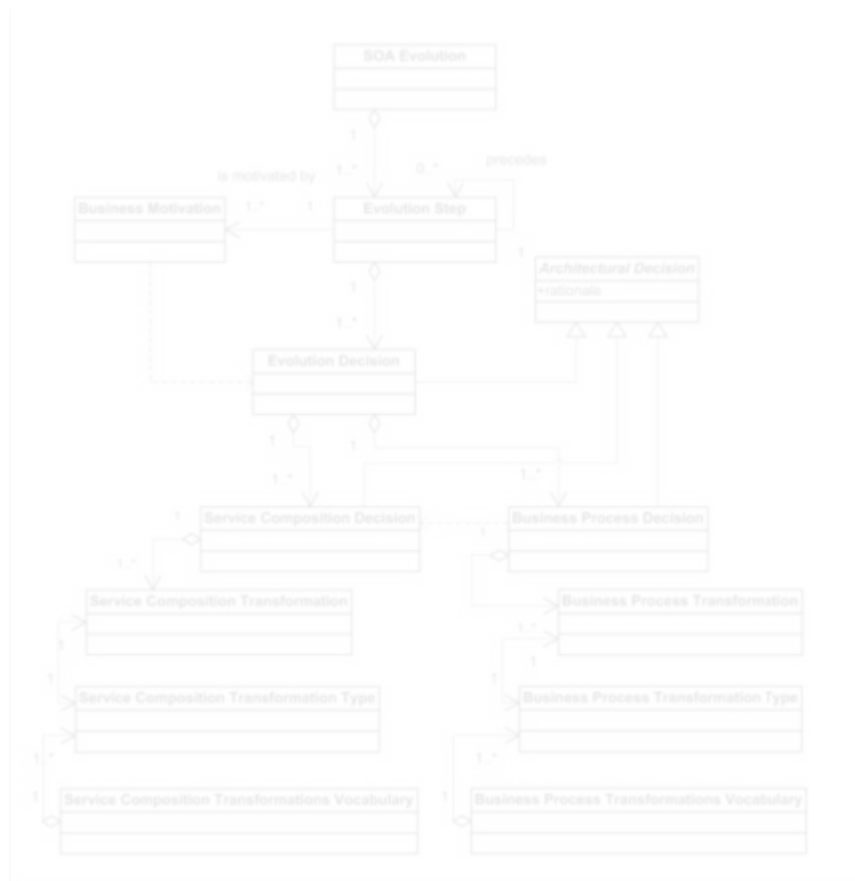 SOA Evolution
1
1..*
0..*
precedes
is motivated by
Business Motivation
1..*
1
Evolution Step
1
1
Architectural Decision
+rationale
1..*
Evolution Decision
1
1
1..*
1..*
1
Service Composition Decision
Business Process Decision
1
1..*
Service Composition Transformation
Business Process Transformation
1..*
1
1
1
1..
Service Composition Transformation Type
Business Process Transformation Type
1..*
1..*
1
1
Service Composition Transformations Vocabulary
Business Process Transformations Vocabulary